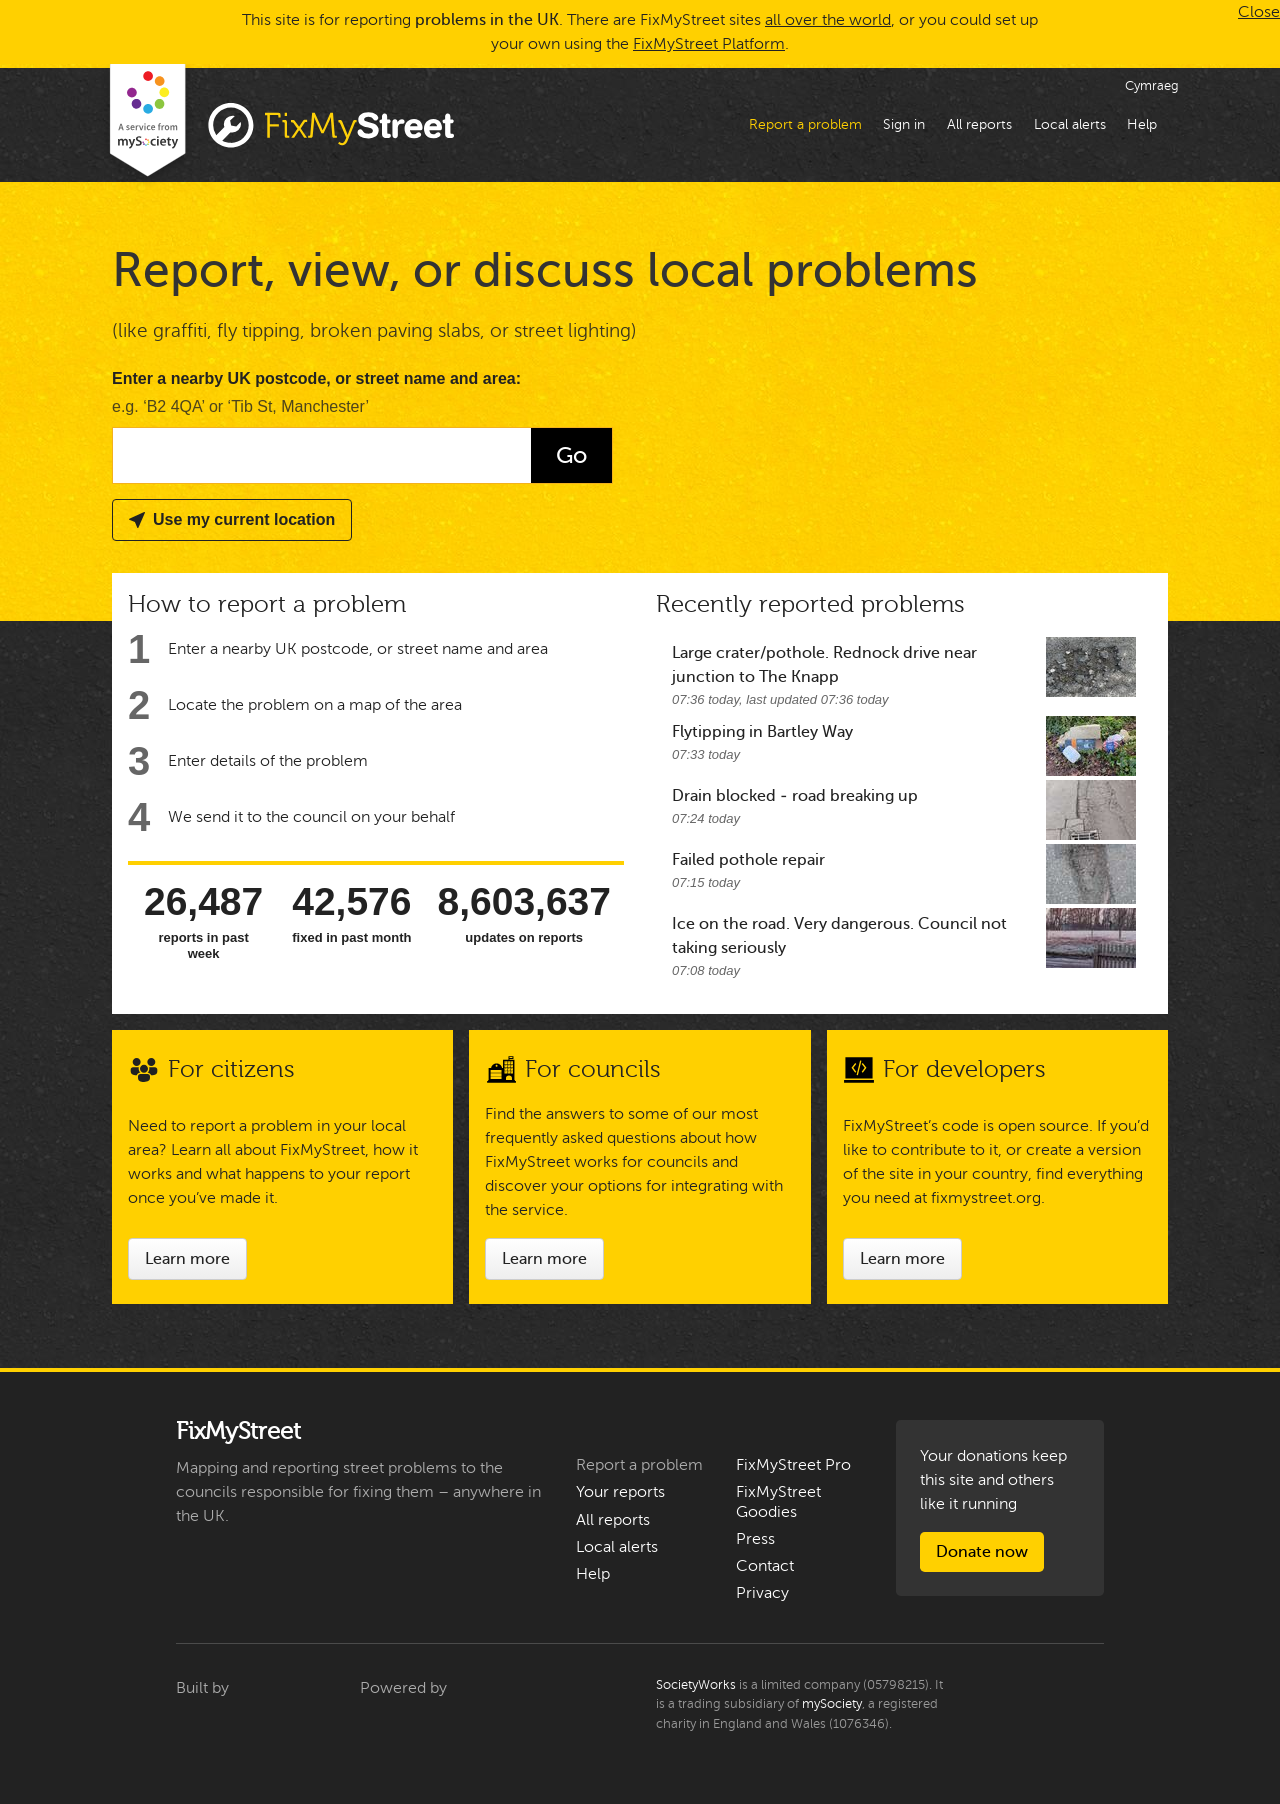 This site is for reporting problems in the UK. There are FixMyStreet sites all over the world, or you could set up
your own using the FixMyStreet Platform.
Close
Cymraeg
A service from
mySociety
FixMyStreet
Report a problem
Sign in
All reports
Local alerts
Help
Report, view, or discuss local problems
(like graffiti, fly tipping, broken paving slabs, or street lighting)
Enter a nearby UK postcode, or street name and area:
e.g. ‘B2 4QA’ or ‘Tib St, Manchester’
Go
Use my current location
How to report a problem
1 Enter a nearby UK postcode, or street name and area
2 Locate the problem on a map of the area
3 Enter details of the problem
4 We send it to the council on your behalf
26,487
reports in past
week
42,576
fixed in past month
8,603,637
updates on reports
Recently reported problems
Large crater/pothole. Rednock drive near
junction to The Knapp
07:36 today, last updated 07:36 today
Flytipping in Bartley Way
07:33 today
Drain blocked - road breaking up
07:24 today
Failed pothole repair
07:15 today
Ice on the road. Very dangerous. Council not
taking seriously
07:08 today
For citizens
Need to report a problem in your local
area? Learn all about FixMyStreet, how it
works and what happens to your report
once you’ve made it.
Learn more
For councils
Find the answers to some of our most
frequently asked questions about how
FixMyStreet works for councils and
discover your options for integrating with
the service.
Learn more
For developers
FixMyStreet’s code is open source. If you’d
like to contribute to it, or create a version
of the site in your country, find everything
you need at fixmystreet.org.
Learn more
FixMyStreet
Mapping and reporting street problems to the
councils responsible for fixing them – anywhere in
the UK.
Report a problem
Your reports
All reports
Local alerts
Help
FixMyStreet Pro
FixMyStreet
Goodies
Press
Contact
Privacy
Your donations keep
this site and others
like it running
Donate now
Built by
Powered by
SocietyWorks is a limited company (05798215). It
is a trading subsidiary of mySociety, a registered
charity in England and Wales (1076346).